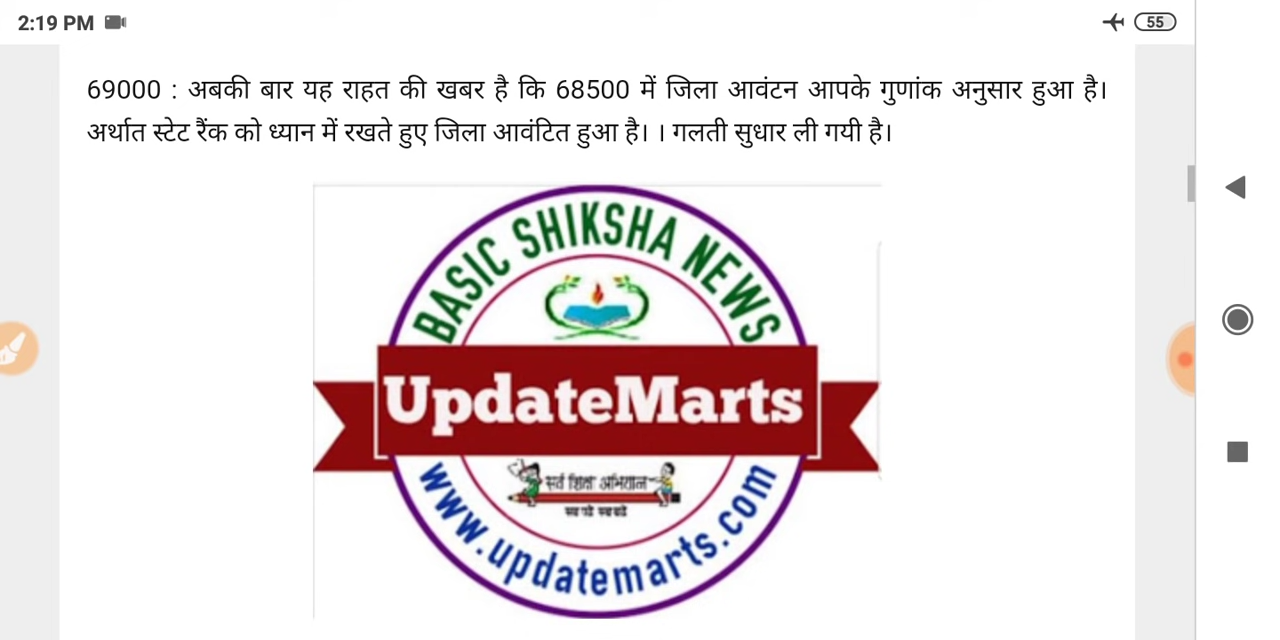 2:19 PM
55
69000 : अबकी बार यह राहत की खबर है कि 68500 में जिला आवंटन आपके गुणांक अनुसार हुआ है।
अर्थात स्टेट रैंक को ध्यान में रखते हुए जिला आवंटित हुआ है। । गलती सुधार ली गयी है।
BASIC SHIKSHA NEWS
UpdateMarts
सर्व शिक्षा अभियान
www.updatemarts.com